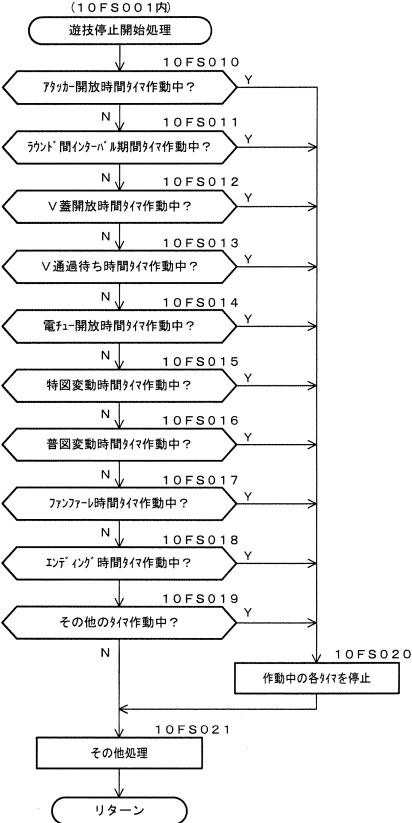 (10FS001内)
遊技停止開始処理
10FS010
ｱﾀｯｶｰ開放時間ﾀｲﾏ作動中？
Y
N
10FS011
ﾗｳﾝﾄﾞ間ｲﾝﾀｰﾊﾞﾙ期間ﾀｲﾏ作動中？
Y
N
10FS012
V蓋開放時間ﾀｲﾏ作動中？
Y
N
10FS013
V通過待ち時間ﾀｲﾏ作動中？
Y
N
10FS014
電ﾁｭｰ開放時間ﾀｲﾏ作動中？
Y
N
10FS015
特図変動時間ﾀｲﾏ作動中？
Y
N
10FS016
普図変動時間ﾀｲﾏ作動中？
Y
N
10FS017
ﾌｧﾝﾌｧｰﾚ時間ﾀｲﾏ作動中？
Y
N
10FS018
ｴﾝﾃﾞｨﾝｸﾞ時間ﾀｲﾏ作動中？
Y
10FS019
その他のﾀｲﾏ作動中？
Y
N
10FS020
作動中の各ﾀｲﾏを停止
10FS021
その他処理
リターン